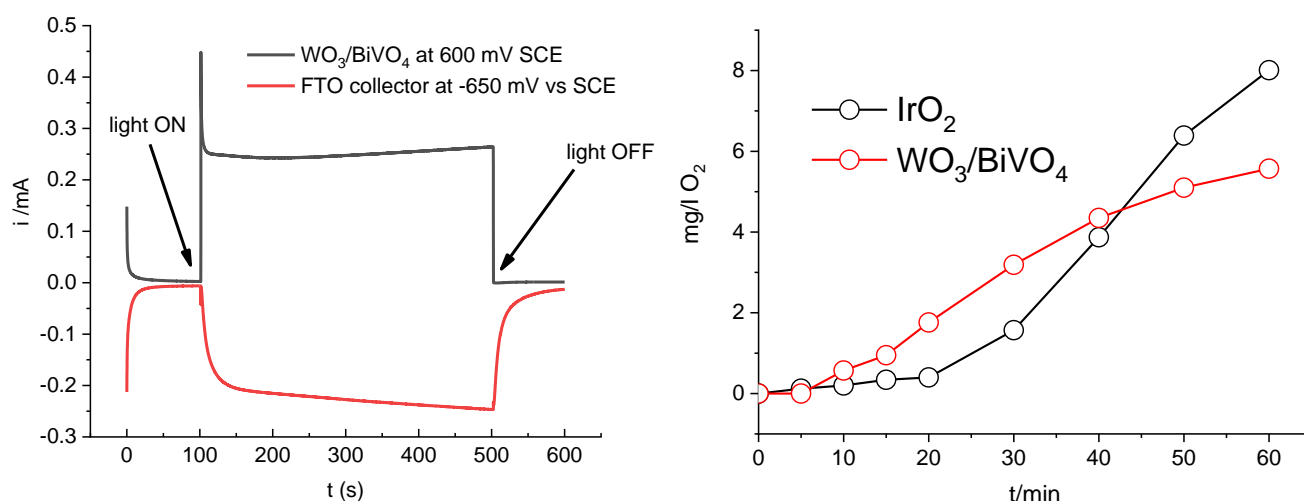 0.5
0.4
0.3
0.2
0.1
0.0
-0.1
-0.2
-0.3
i /mA
WO3/BiVO4 at 600 mV SCE
FTO collector at -650 mV vs SCE
light ON
light OFF
0 100 200 300 400 500 600
t (s)
8
6
4
2
0
mg/l O2
IrO2
WO3/BiVO4
0 10 20 30 40 50 60
t/min